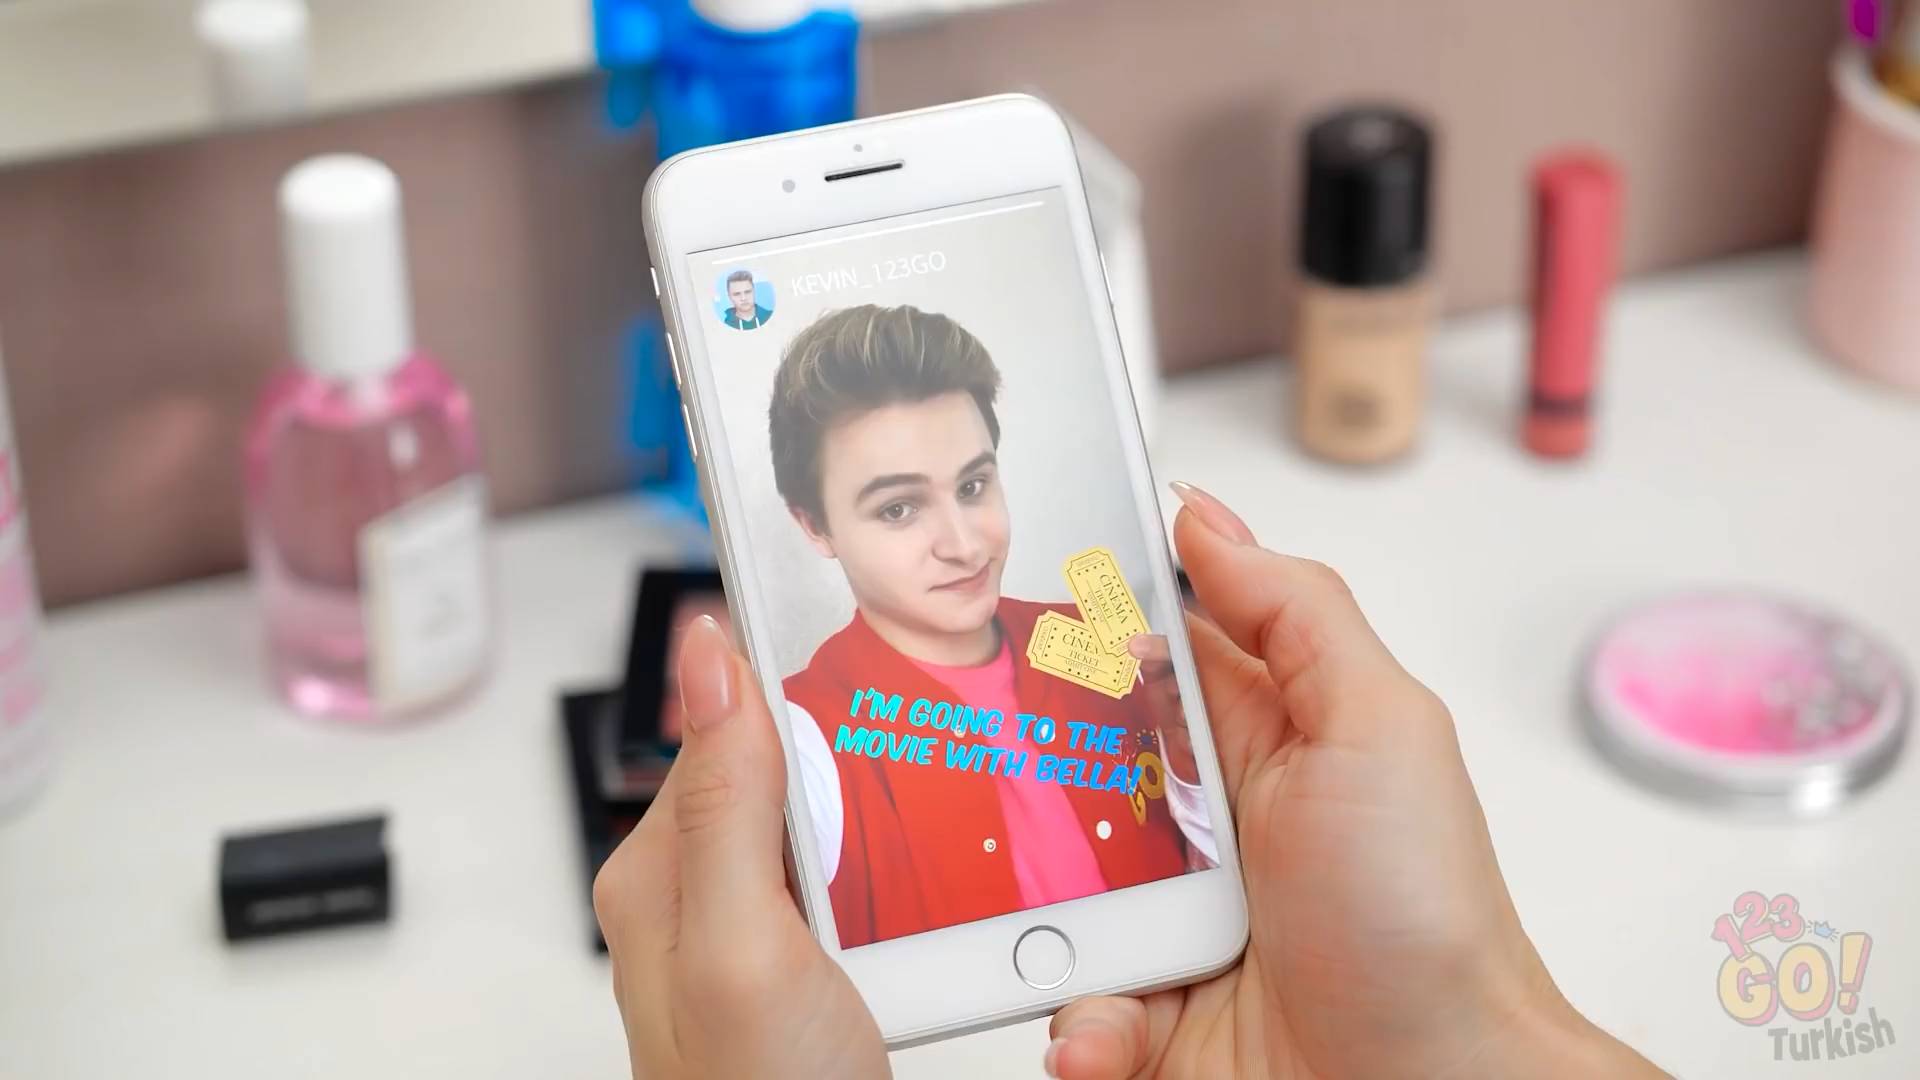 KEVIN_123GO
CINEMA
TICKET
CINEMA
TICKET
I'M GOING TO THE
MOVIE WITH BELLA!
123
GO!
Turkish